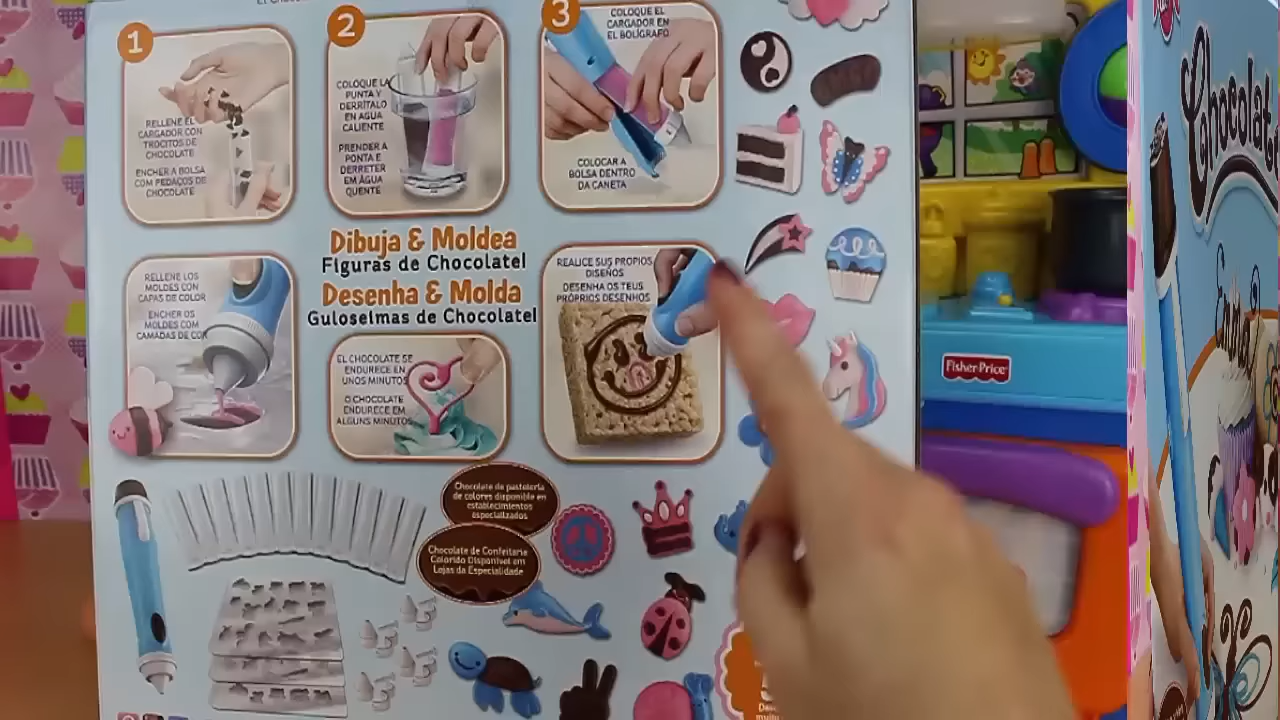 1
RELLENE EL
CARGADOR CON
TROCITOS DE
CHOCOLATE
ENCHER A BOLSA
COM PEDAÇOS DE
CHOCOLATE
2
COLOQUE LA
PUNTA Y
DERRÍTALO
EN AGUA
CALIENTE
PRENDER A
PONTA E
DERRETER
EM ÁGUA
QUENTE
3
COLOQUE EL
CARGADOR EN
EL BOLÍGRAFO
COLOCAR A
BOLSA DENTRO
DA CANETA
Dibuja & Moldea
Figuras de Chocolate!
Desenha & Molda
Guloseimas de Chocolate!
RELLENE LOS
MOLDES CON
CAPAS DE COLOR
ENCHER OS
MOLDES COM
CAMADAS DE COR
EL CHOCOLATE SE
ENDURECE EN
UNOS MINUTOS
O CHOCOLATE
ENDURECE EM
ALGUNS MINUTOS
REALICE SUS PROPIOS
DISEÑOS
DESENHA OS TEUS
PRÓPRIOS DESENHOS
Chocolate de pastelería
de colores disponible en
establecimientos
especializados
Chocolate de Confeitaria
Colorido Disponível em
Lojas da Especialidade
Fisher-Price
Chocolate